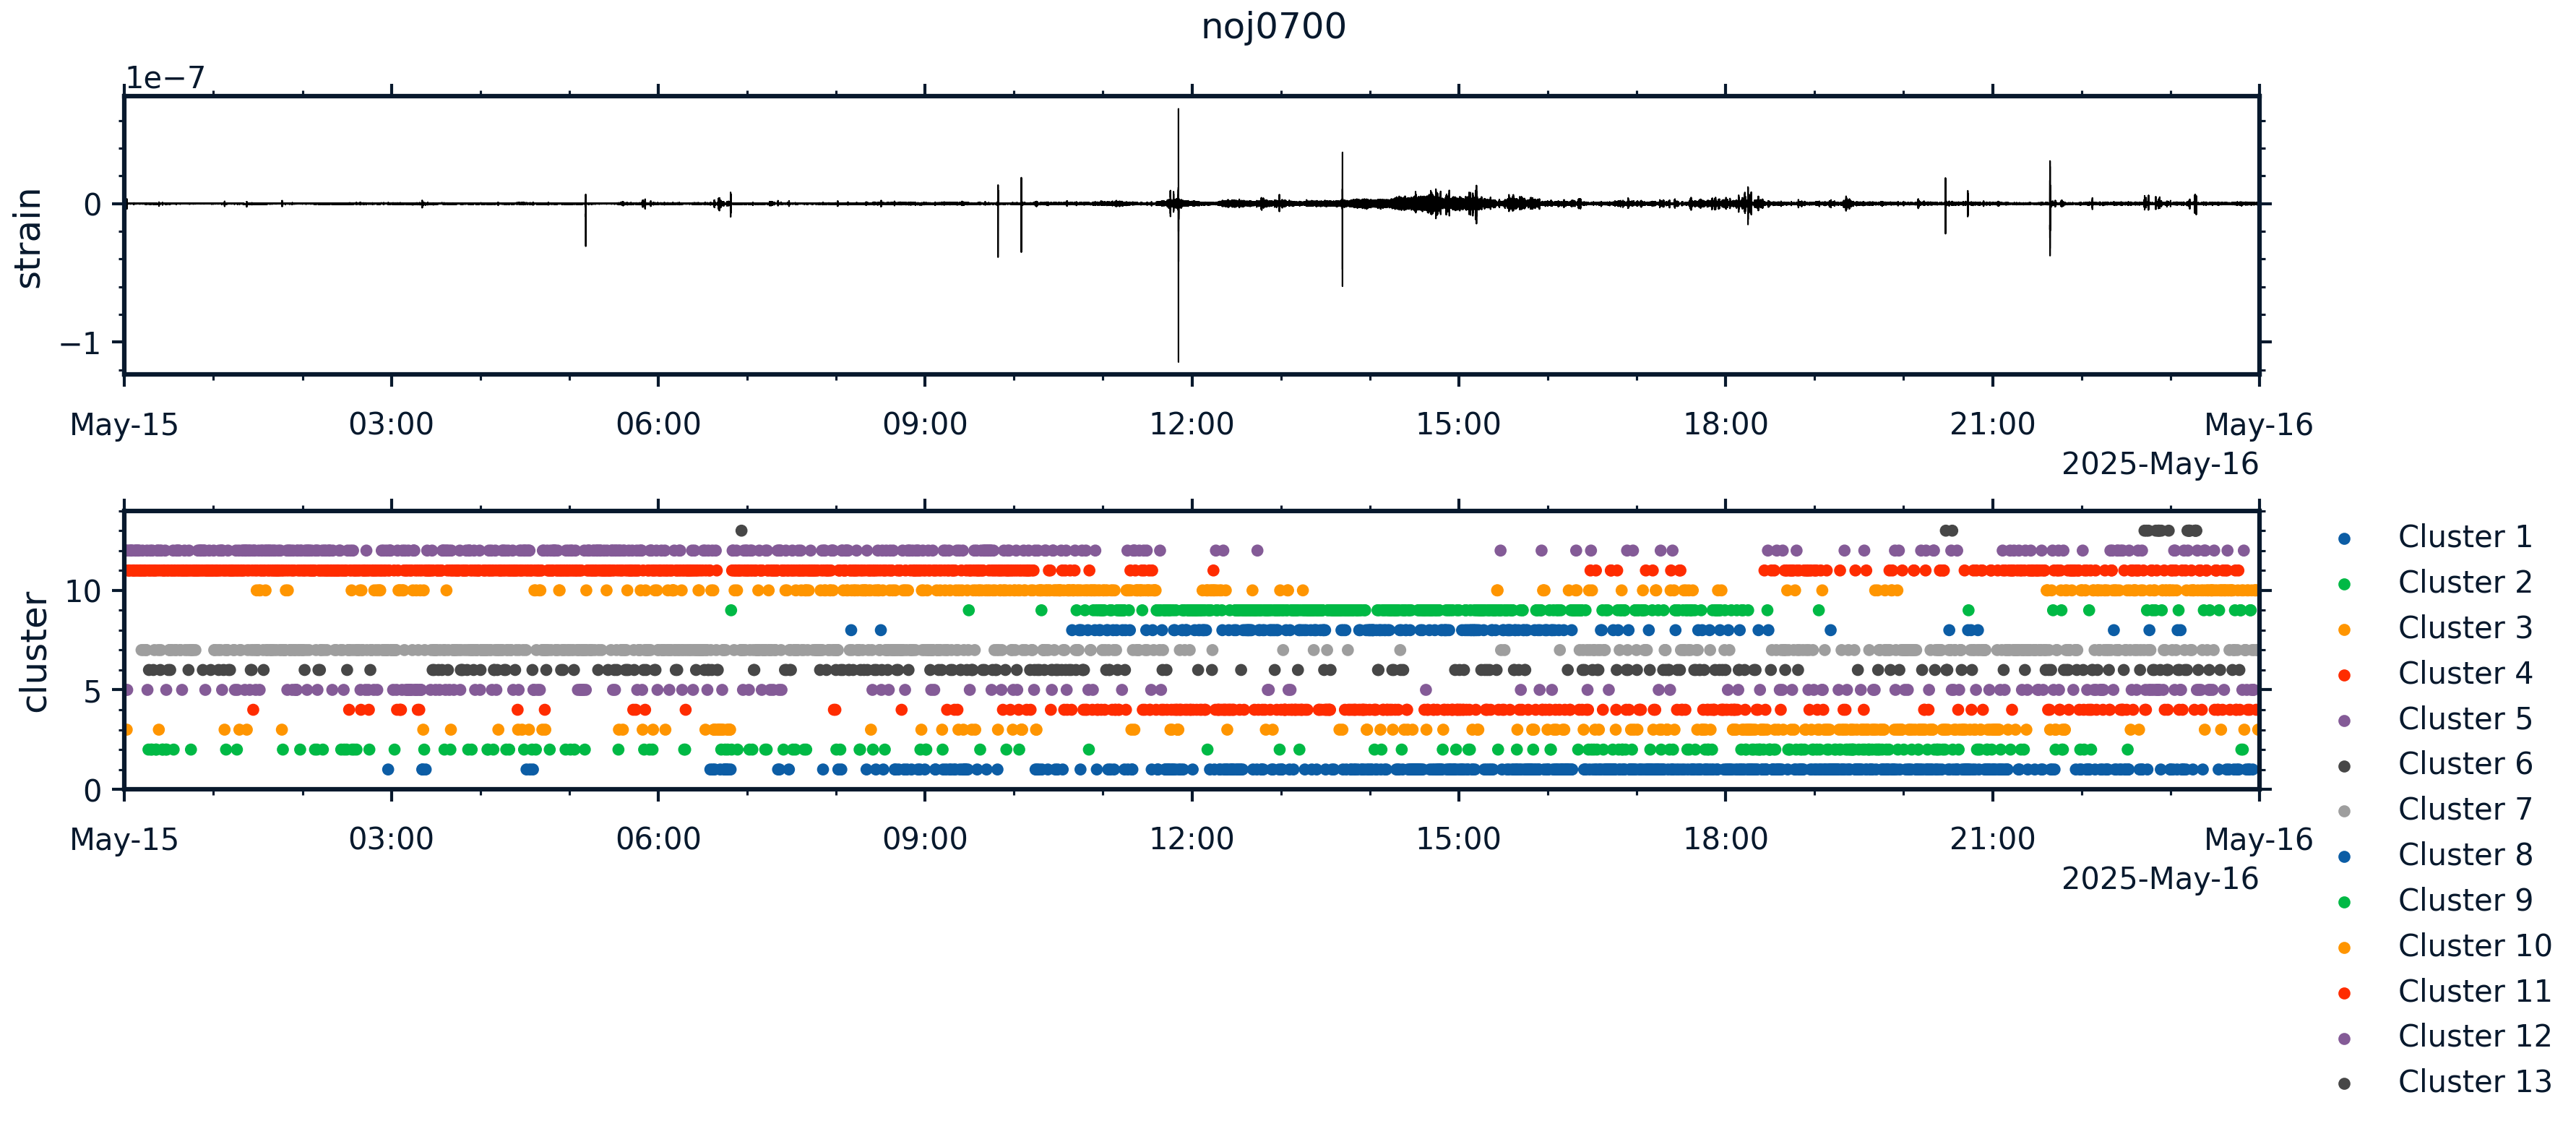 noj0700
1e−7
strain
0
−1
May-15 03:00 06:00 09:00 12:00 15:00 18:00 21:00 May-16
2025-May-16
cluster
10
5
0
May-15 03:00 06:00 09:00 12:00 15:00 18:00 21:00 May-16
2025-May-16
Cluster 1
Cluster 2
Cluster 3
Cluster 4
Cluster 5
Cluster 6
Cluster 7
Cluster 8
Cluster 9
Cluster 10
Cluster 11
Cluster 12
Cluster 13